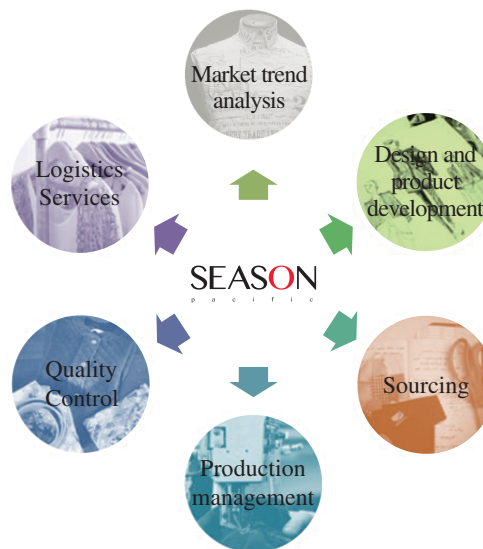 Market trend
analysis
Design and
product
development
Sourcing
Production
management
Quality
Control
Logistics
Services
SEASON
pacific